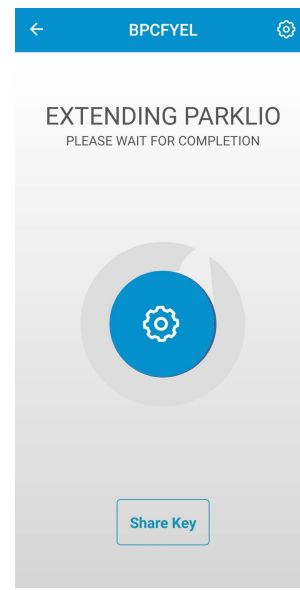 BPCFYEL
EXTENDING PARKLIO
PLEASE WAIT FOR COMPLETION
Share Key